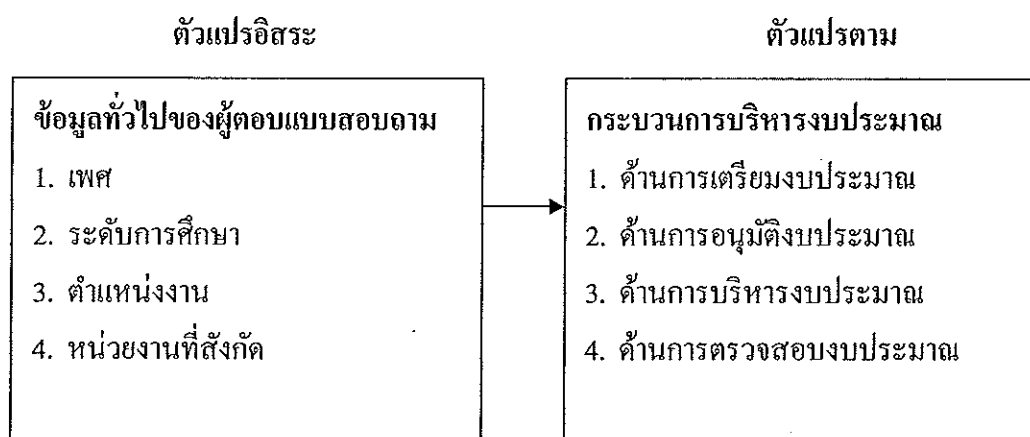 ตัวแปรอิสระ
ตัวแปรตาม
ข้อมูลทั่วไปของผู้ตอบแบบสอบถาม
1. เพศ
2. ระดับการศึกษา
3. ตำแหน่งงาน
4. หน่วยงานที่สังกัด
กระบวนการบริหารงบประมาณ
1. ด้านการเตรียมงบประมาณ
2. ด้านการอนุมัติงบประมาณ
3. ด้านการบริหารงบประมาณ
4. ด้านการตรวจสอบงบประมาณ